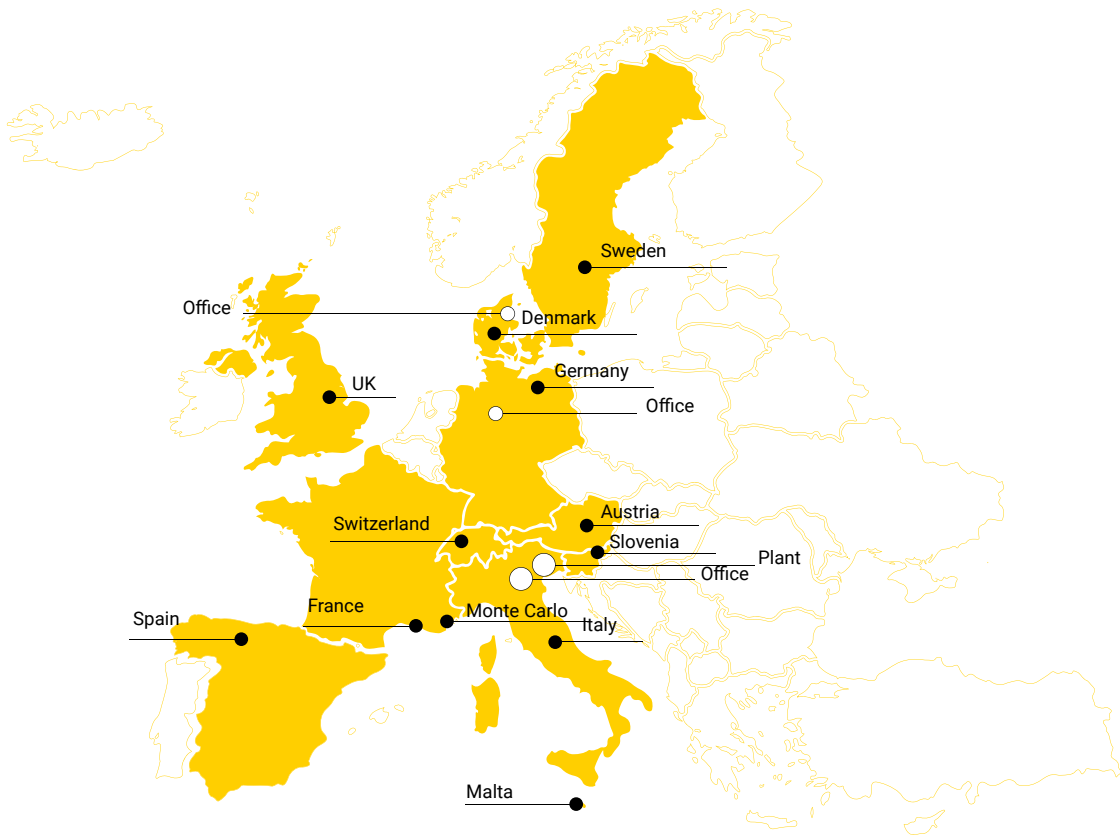 Sweden
Office
Denmark
Germany
UK
Office
Austria
Switzerland
Slovenia
Plant
Office
France
Monte Carlo
Spain
Italy
Malta